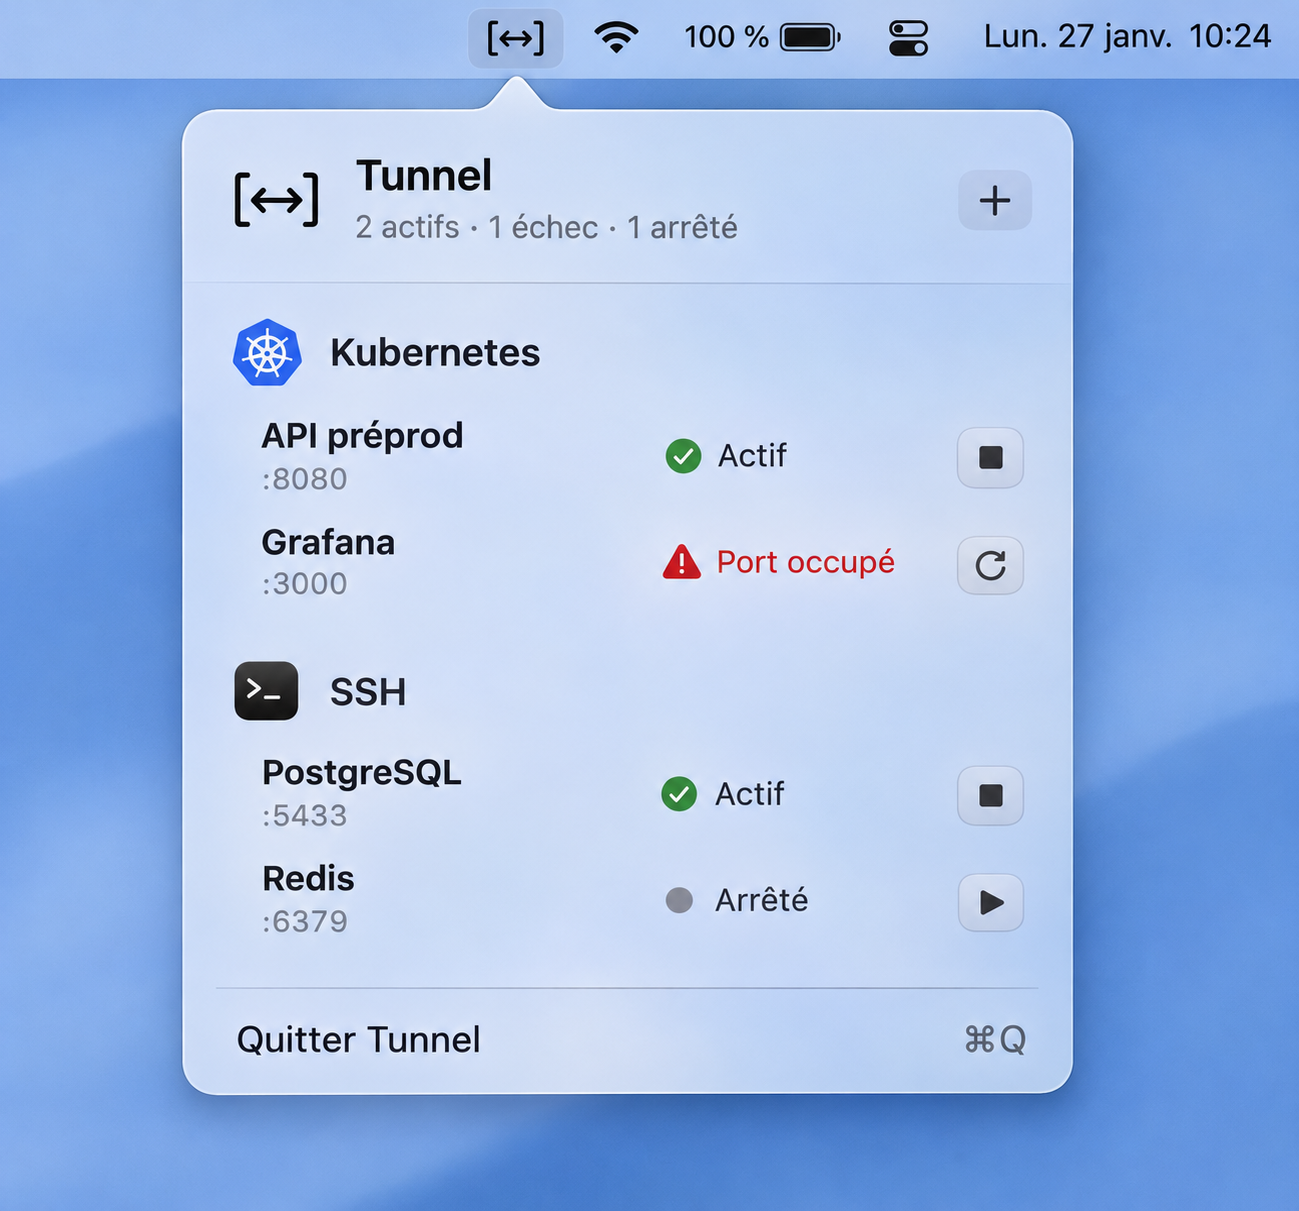 [↔] 100 % Lun. 27 janv. 10:24
Tunnel
2 actifs · 1 échec · 1 arrêté
Kubernetes
API préprod
:8080
Actif
Grafana
:3000
Port occupé
>_ SSH
PostgreSQL
:5433
Actif
Redis
:6379
Arrêté
Quitter Tunnel ⌘Q